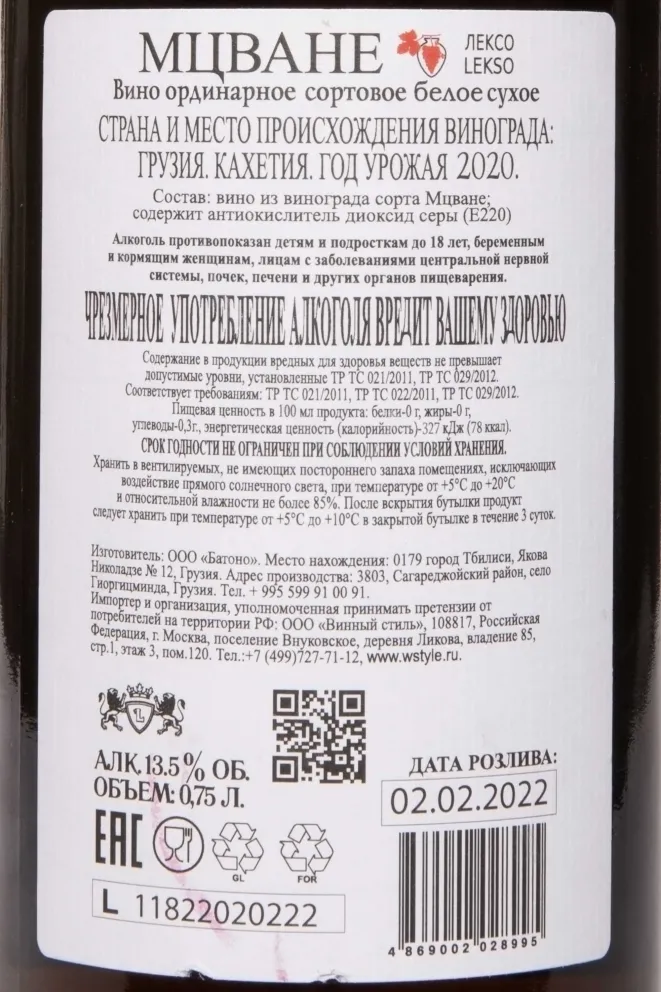 МЦВАНЕ
ЛЕКСО
LEKSO
Вино ординарное сортовое белое сухое
СТРАНА И МЕСТО ПРОИСХОЖДЕНИЯ ВИНОГРАДА:
ГРУЗИЯ. КАХЕТИЯ. ГОД УРОЖАЯ 2020.
Состав: вино из винограда сорта Мцване;
содержит антиокислитель диоксид серы (Е220)
Алкоголь противопоказан детям и подросткам до 18 лет, беременным
и кормящим женщинам, лицам с заболеваниями центральной нервной
системы, почек, печени и других органов пищеварения.
ЧРЕЗМЕРНОЕ УПОТРЕБЛЕНИЕ АЛКОГОЛЯ ВРЕДИТ ВАШЕМУ ЗДОРОВЬЮ
Содержание в продукции вредных для здоровья веществ не превышает
допустимые уровни, установленные ТР ТС 021/2011, ТР ТС 029/2012.
Соответствует требованиям: ТР ТС 021/2011, ТР ТС 022/2011, ТР ТС 029/2012.
Пищевая ценность в 100 мл продукта: белки-0 г, жиры-0 г,
углеводы-0,3г., энергетическая ценность (калорийность)-327 кДж (78 ккал).
СРОК ГОДНОСТИ НЕ ОГРАНИЧЕН ПРИ СОБЛЮДЕНИИ УСЛОВИЙ ХРАНЕНИЯ.
Хранить в вентилируемых, не имеющих постороннего запаха помещениях, исключающих
воздействие прямого солнечного света, при температуре от +5°С до +20°С
и относительной влажности не более 85%. После вскрытия бутылки продукт
следует хранить при температуре от +5°С до +10°С в закрытой бутылке в течение 3 суток.
Изготовитель: ООО «Батоно». Место нахождения: 0179 город Тбилиси, Якова
Николадзе № 12, Грузия. Адрес производства: 3803, Сагареджойский район, село
Гиоргицминда, Грузия. Тел. + 995 599 91 00 91.
Импортер и организация, уполномоченная принимать претензии от
потребителей на территории РФ: ООО «Винный стиль», 108817, Российская
Федерация, г. Москва, поселение Внуковское, деревня Ликова, владение 85,
стр.1, этаж 3, пом.120. Тел.:+7 (499)727-71-12, www.wstyle.ru.
АЛК. 13.5% ОБ.
ОБЪЕМ: 0,75 Л.
ДАТА РОЗЛИВА:
02.02.2022
EAC
GL
FOR
L 11822020222
4 869002 028995